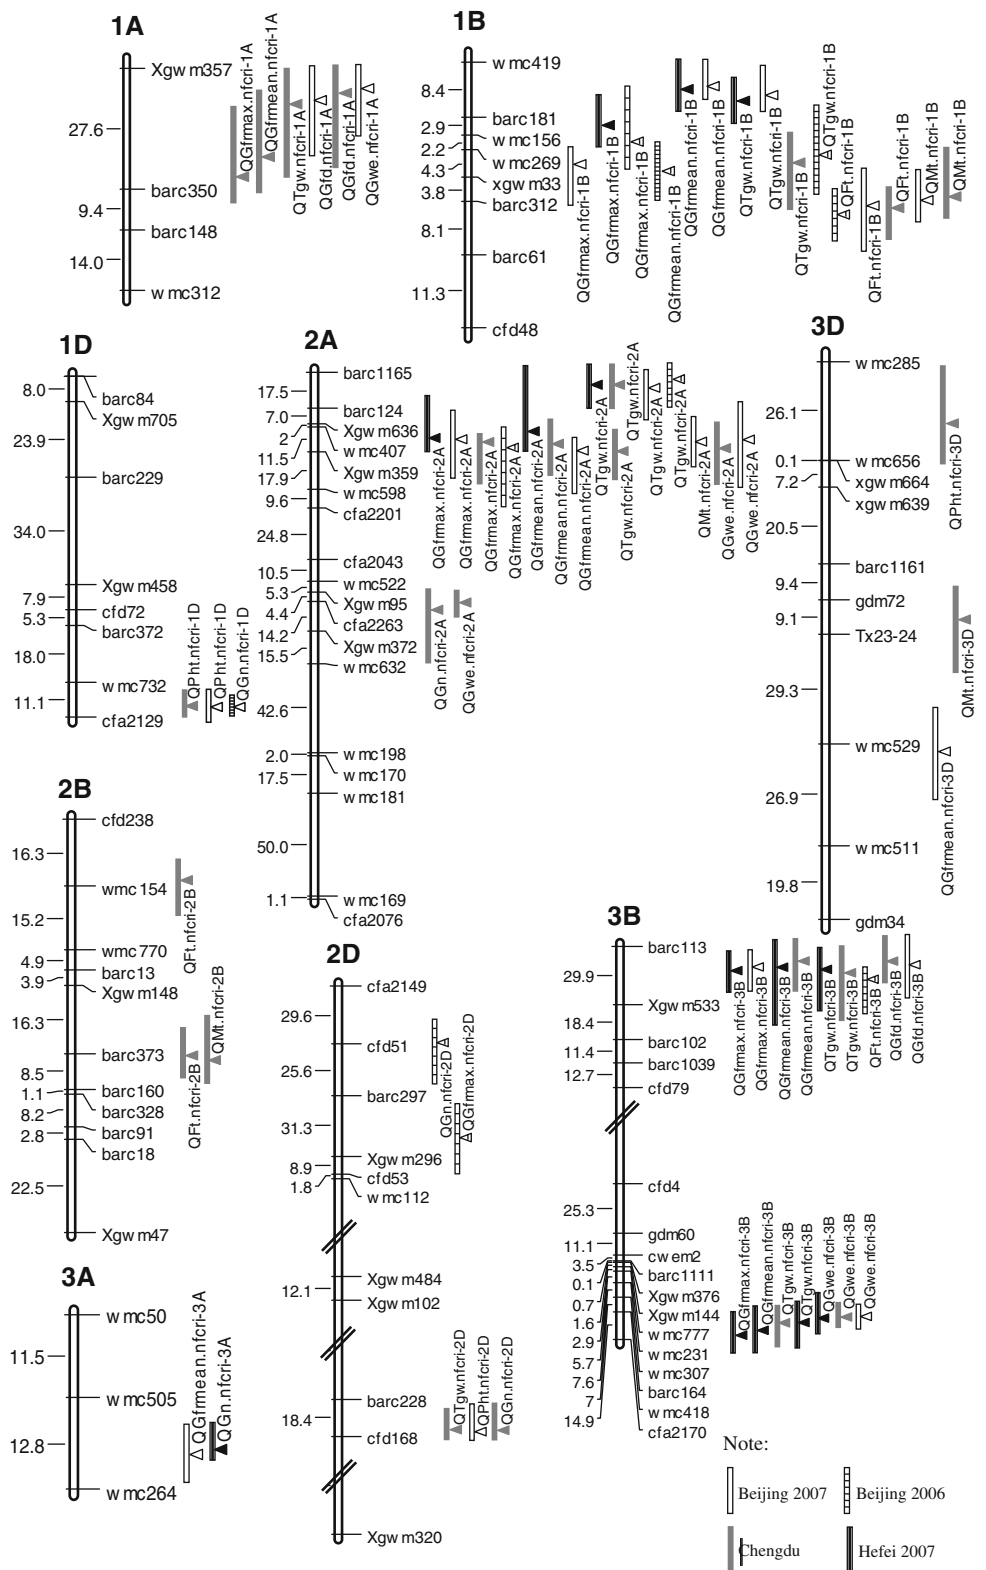 1A
Xgwm357
27.6
barc350
9.4
barc148
14.0
wmc312
QGfrmax.nfcri-1A
QGfrmean.nfcri-1A
QTgw.nfcri-1A
QGfd.nfcri-1A
QGfd.nfcri-1A
QGwe.nfcri-1A
1B
wmc419
8.4
barc181
2.9
wmc156
2.2
wmc269
4.3
xgwm33
3.8
barc312
8.1
barc61
11.3
cfd48
QGfrmax.nfcri-1B
QGfrmax.nfcri-1B
QGfrmax.nfcri-1B
QGfrmean.nfcri-1B
QGfrmean.nfcri-1B
QGfrmean.nfcri-1B
QTgw.nfcri-1B
QTgw.nfcri-1B
QTgw.nfcri-1B
QTgw.nfcri-1B
QFt.nfcri-1B
QFt.nfcri-1B
QFt.nfcri-1B
QMt.nfcri-1B
QMt.nfcri-1B
1D
8.0
barc84
Xgwm705
23.9
barc229
34.0
Xgwm458
7.9
cfd72
5.3
barc372
18.0
wmc732
11.1
cfa2129
QPht.nfcri-1D
QPht.nfcri-1D
QGn.nfcri-1D
2A
barc1165
17.5
barc124
7.0
Xgwm636
2
wmc407
11.5
Xgwm359
17.9
wmc598
9.6
cfa2201
24.8
cfa2043
10.5
wmc522
5.3
Xgwm95
4.4
cfa2263
14.2
Xgwm372
15.5
wmc632
42.6
wmc198
2.0
wmc170
17.5
wmc181
50.0
wmc169
1.1
cfa2076
QGfrmax.nfcri-2A
QGfrmax.nfcri-2A
QGfrmax.nfcri-2A
QGfrmax.nfcri-2A
QGfrmean.nfcri-2A
QGfrmean.nfcri-2A
QGfrmean.nfcri-2A
QTgw.nfcri-2A
QTgw.nfcri-2A
QTgw.nfcri-2A
QTgw.nfcri-2A
QTgw.nfcri-2A
QMt.nfcri-2A
QGwe.nfcri-2A
QGwe.nfcri-2A
QGn.nfcri-2A
QGwe.nfcri-2A
3D
wmc285
26.1
wmc656
0.1
xgwm664
7.2
xgwm639
20.5
barc1161
9.4
gdm72
9.1
Tx23-24
29.3
wmc529
26.9
wmc511
19.8
gdm34
QPht.nfcri-3D
QMt.nfcri-3D
QGfrmean.nfcri-3D
2B
cfd238
16.3
wmc154
15.2
wmc770
4.9
barc13
3.9
Xgwm148
16.3
barc373
8.5
barc160
1.1
barc328
8.2
barc91
2.8
barc18
22.5
Xgwm47
QFt.nfcri-2B
QFt.nfcri-2B
QMt.nfcri-2B
2D
cfa2149
29.6
cfd51
25.6
barc297
31.3
Xgwm296
8.9
cfd53
1.8
wmc112
Xgwm484
12.1
Xgwm102
barc228
18.4
cfd168
Xgwm320
QGn.nfcri-2D
QGfrmax.nfcri-2D
QTgw.nfcri-2D
QPht.nfcri-2D
QGn.nfcri-2D
3B
barc113
29.9
Xgwm533
18.4
barc102
11.4
barc1039
12.7
cfd79
cfd4
25.3
gdm60
11.1
cwem2
3.5
barc1111
0.1
Xgwm376
0.7
Xgwm144
1.6
wmc777
2.9
wmc231
5.7
wmc307
7.6
barc164
7
wmc418
14.9
cfa2170
QGfrmax.nfcri-3B
QGfrmax.nfcri-3B
QGfrmean.nfcri-3B
QGfrmean.nfcri-3B
QTgw.nfcri-3B
QTgw.nfcri-3B
QFt.nfcri-3B
QGfd.nfcri-3B
QGfd.nfcri-3B
QGfrmax.nfcri-3B
QGfrmean.nfcri-3B
QTgw.nfcri-3B
QTgw.nfcri-3B
QGwe.nfcri-3B
QGwe.nfcri-3B
QGwe.nfcri-3B
3A
wmc50
11.5
wmc505
12.8
wmc264
QGfrmean.nfcri-3A
QGn.nfcri-3A
Note:
Beijing 2007
Beijing 2006
Chengdu
Hefei 2007